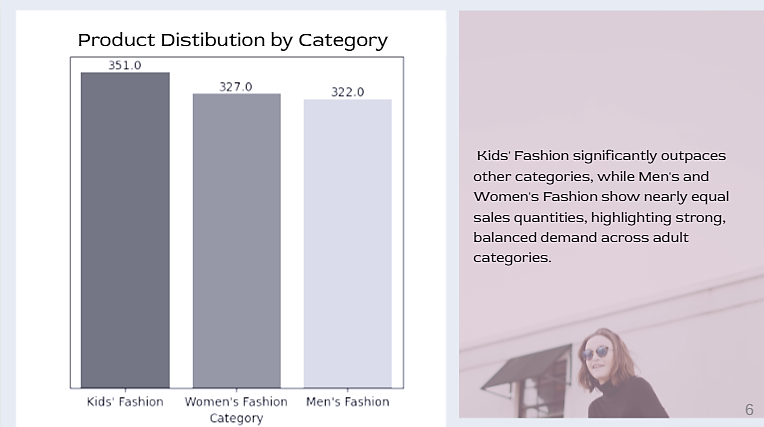 Product Distibution by Category
351.0
327.0
322.0
Kids' Fashion
Women's Fashion
Men's Fashion
Category
Kids' Fashion significantly outpaces
other categories, while Men's and
Women's Fashion show nearly equal
sales quantities, highlighting strong,
balanced demand across adult
categories.
6